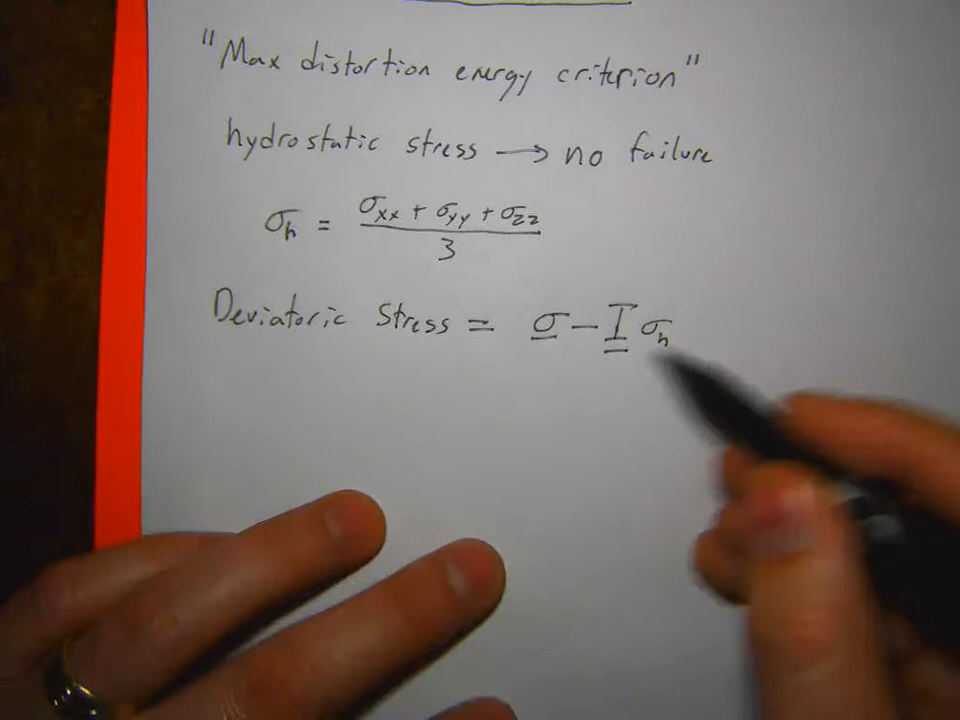 "Max distortion energy criterion"
hydrostatic stress → no failure
σh = (σxx + σyy + σzz) / 3
Deviatoric Stress = σ − I σh